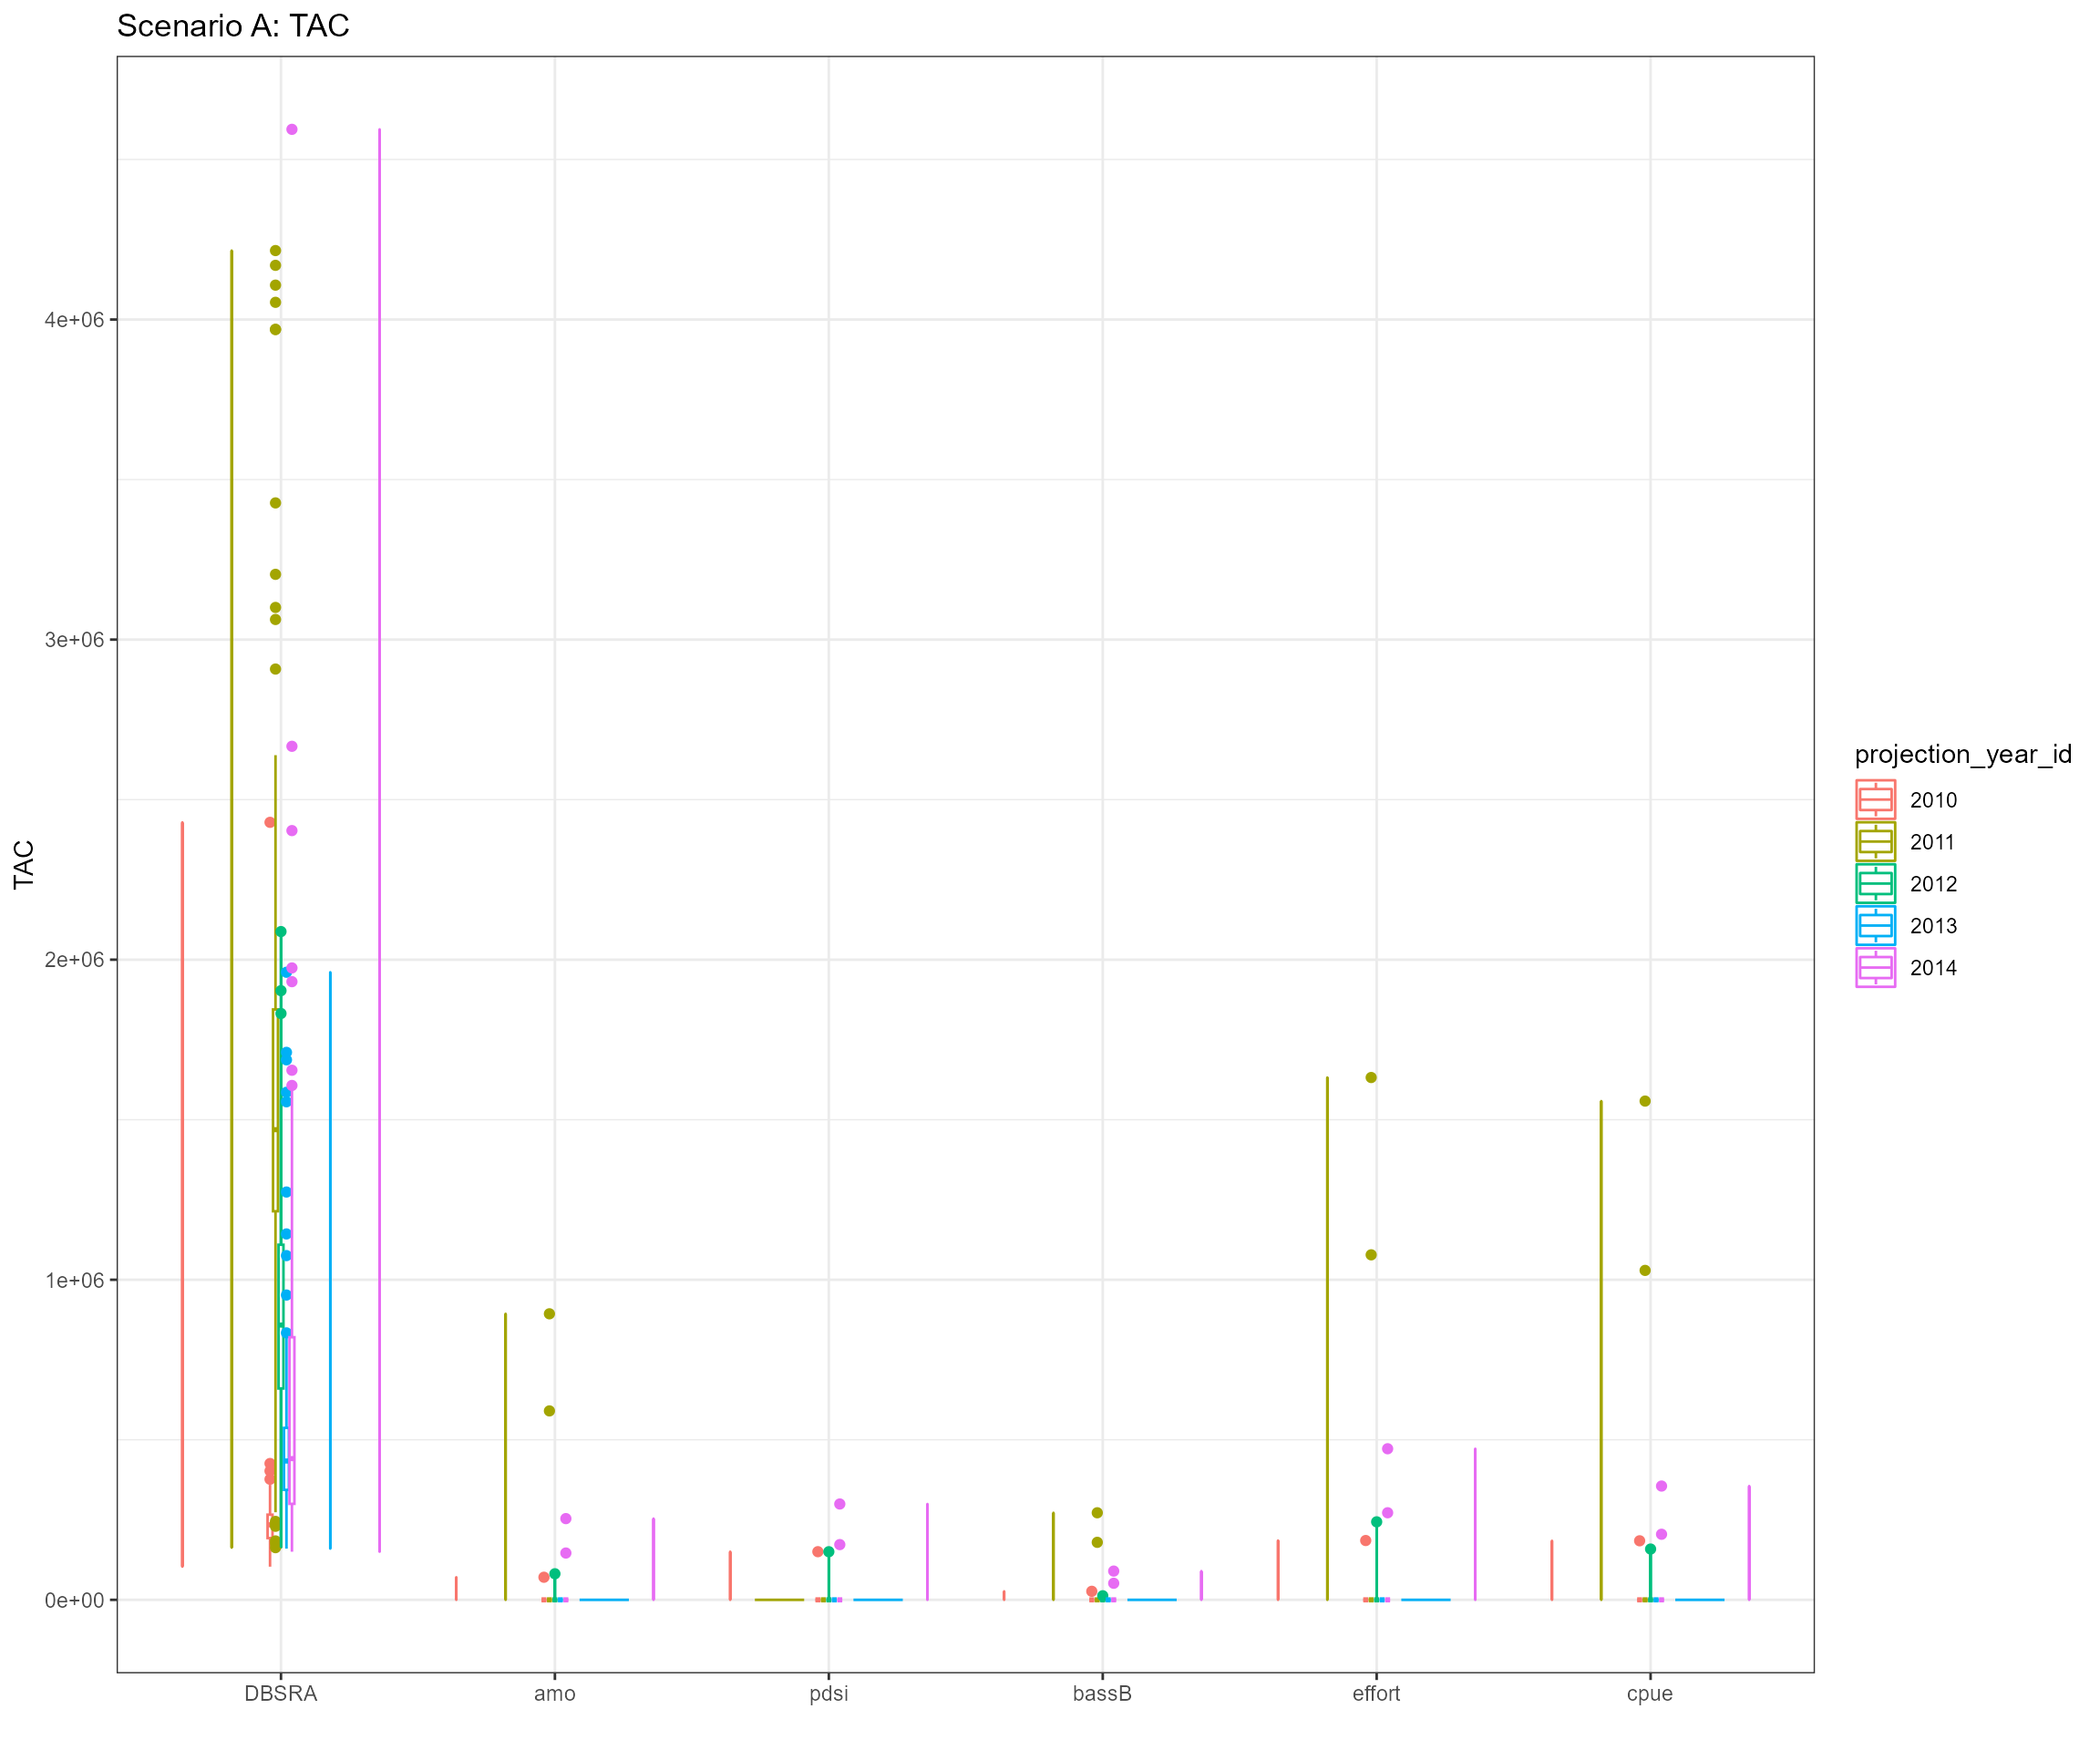 Scenario A: TAC
TAC
4e+06
3e+06
2e+06
1e+06
0e+00
DBSRA
amo
pdsi
bassB
effort
cpue
projection_year_id
2010
2011
2012
2013
2014